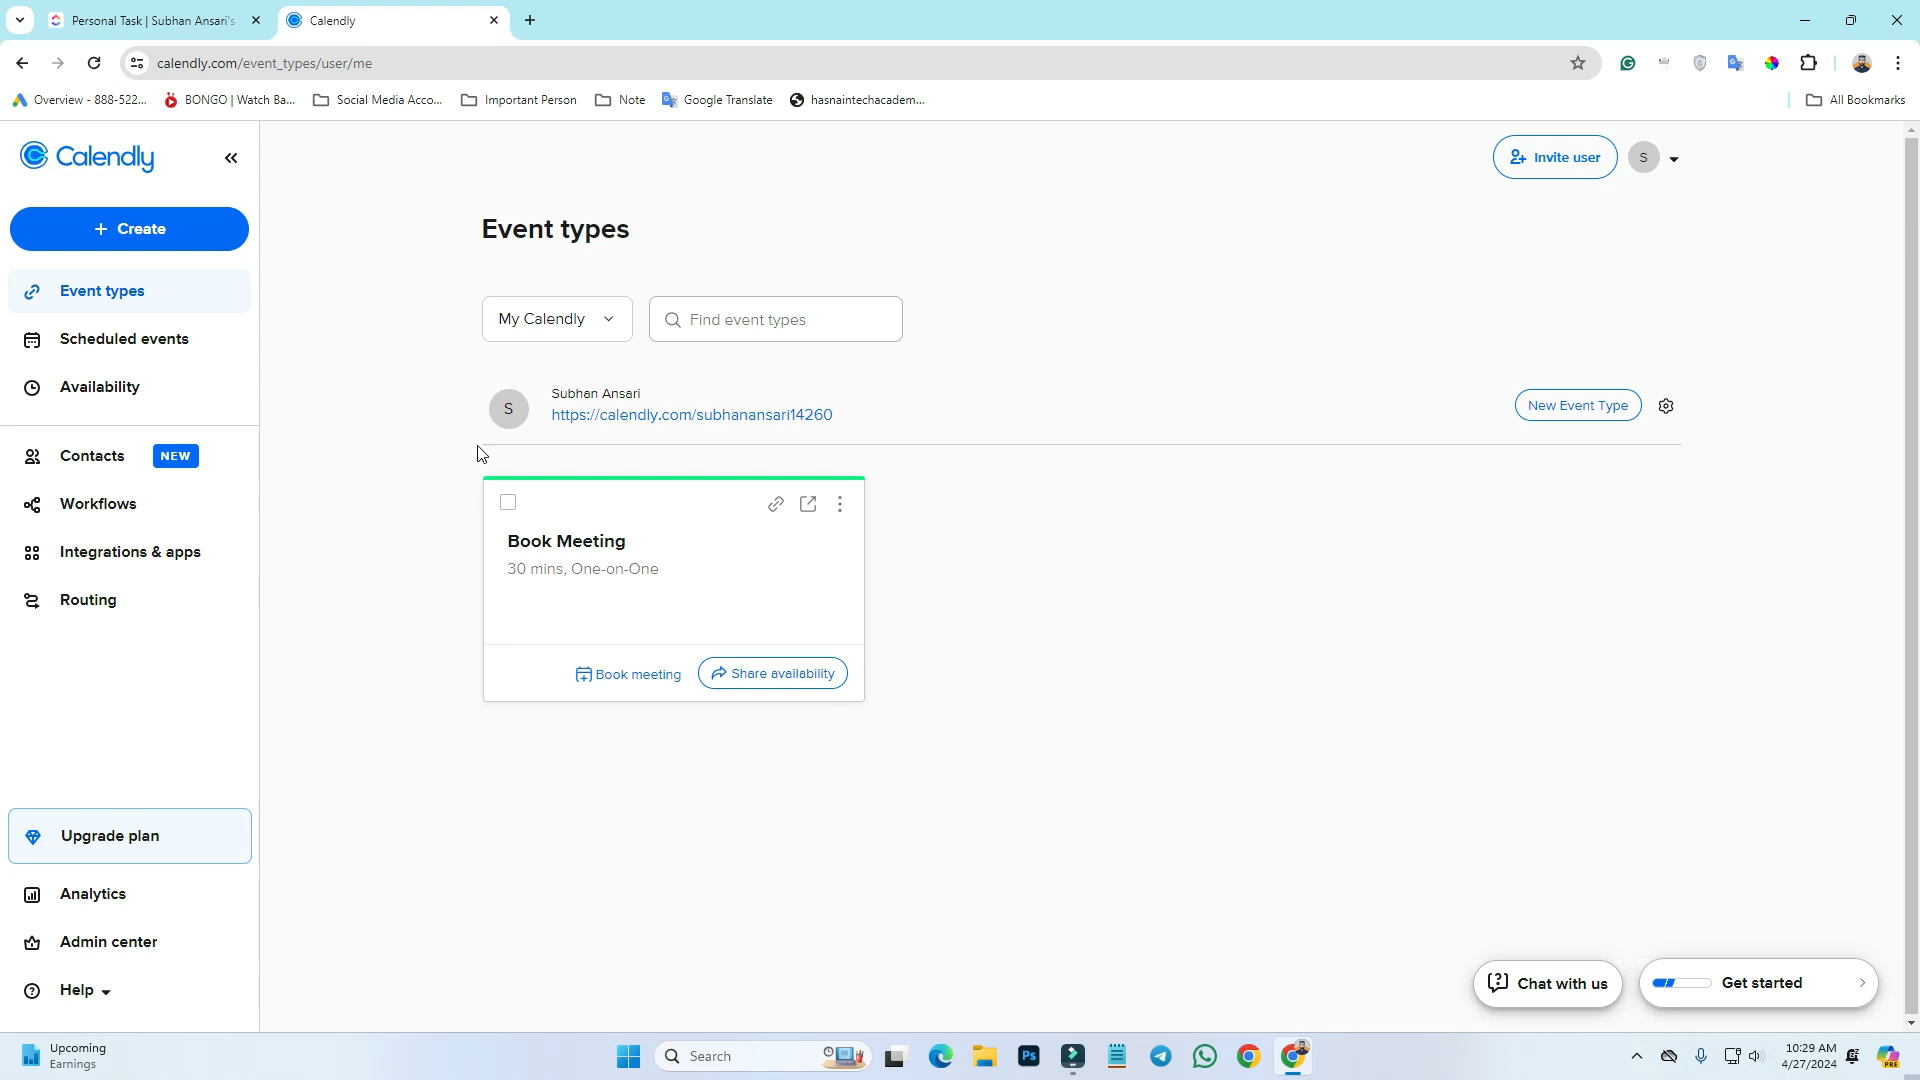 Personal Task | Subhan Ansari's
Calendly
calendly.com/event_types/user/me
Overview - 888-522...
BONGO | Watch Ba...
Social Media Acco...
Important Person
Note
Google Translate
hasnaintechacadem...
All Bookmarks
Calendly
Invite user
S
+ Create
Event types
Event types
Scheduled events
My Calendly
Find event types
Availability
S
Subhan Ansari
https://calendly.com/subhanansari14260
New Event Type
Contacts
NEW
Workflows
Integrations & apps
Routing
Book Meeting
30 mins, One-on-One
Book meeting
Share availability
Upgrade plan
Analytics
Admin center
Help
Chat with us
Get started
Upcoming
Earnings
Search
Ps
10:29 AM
4/27/2024
PRE